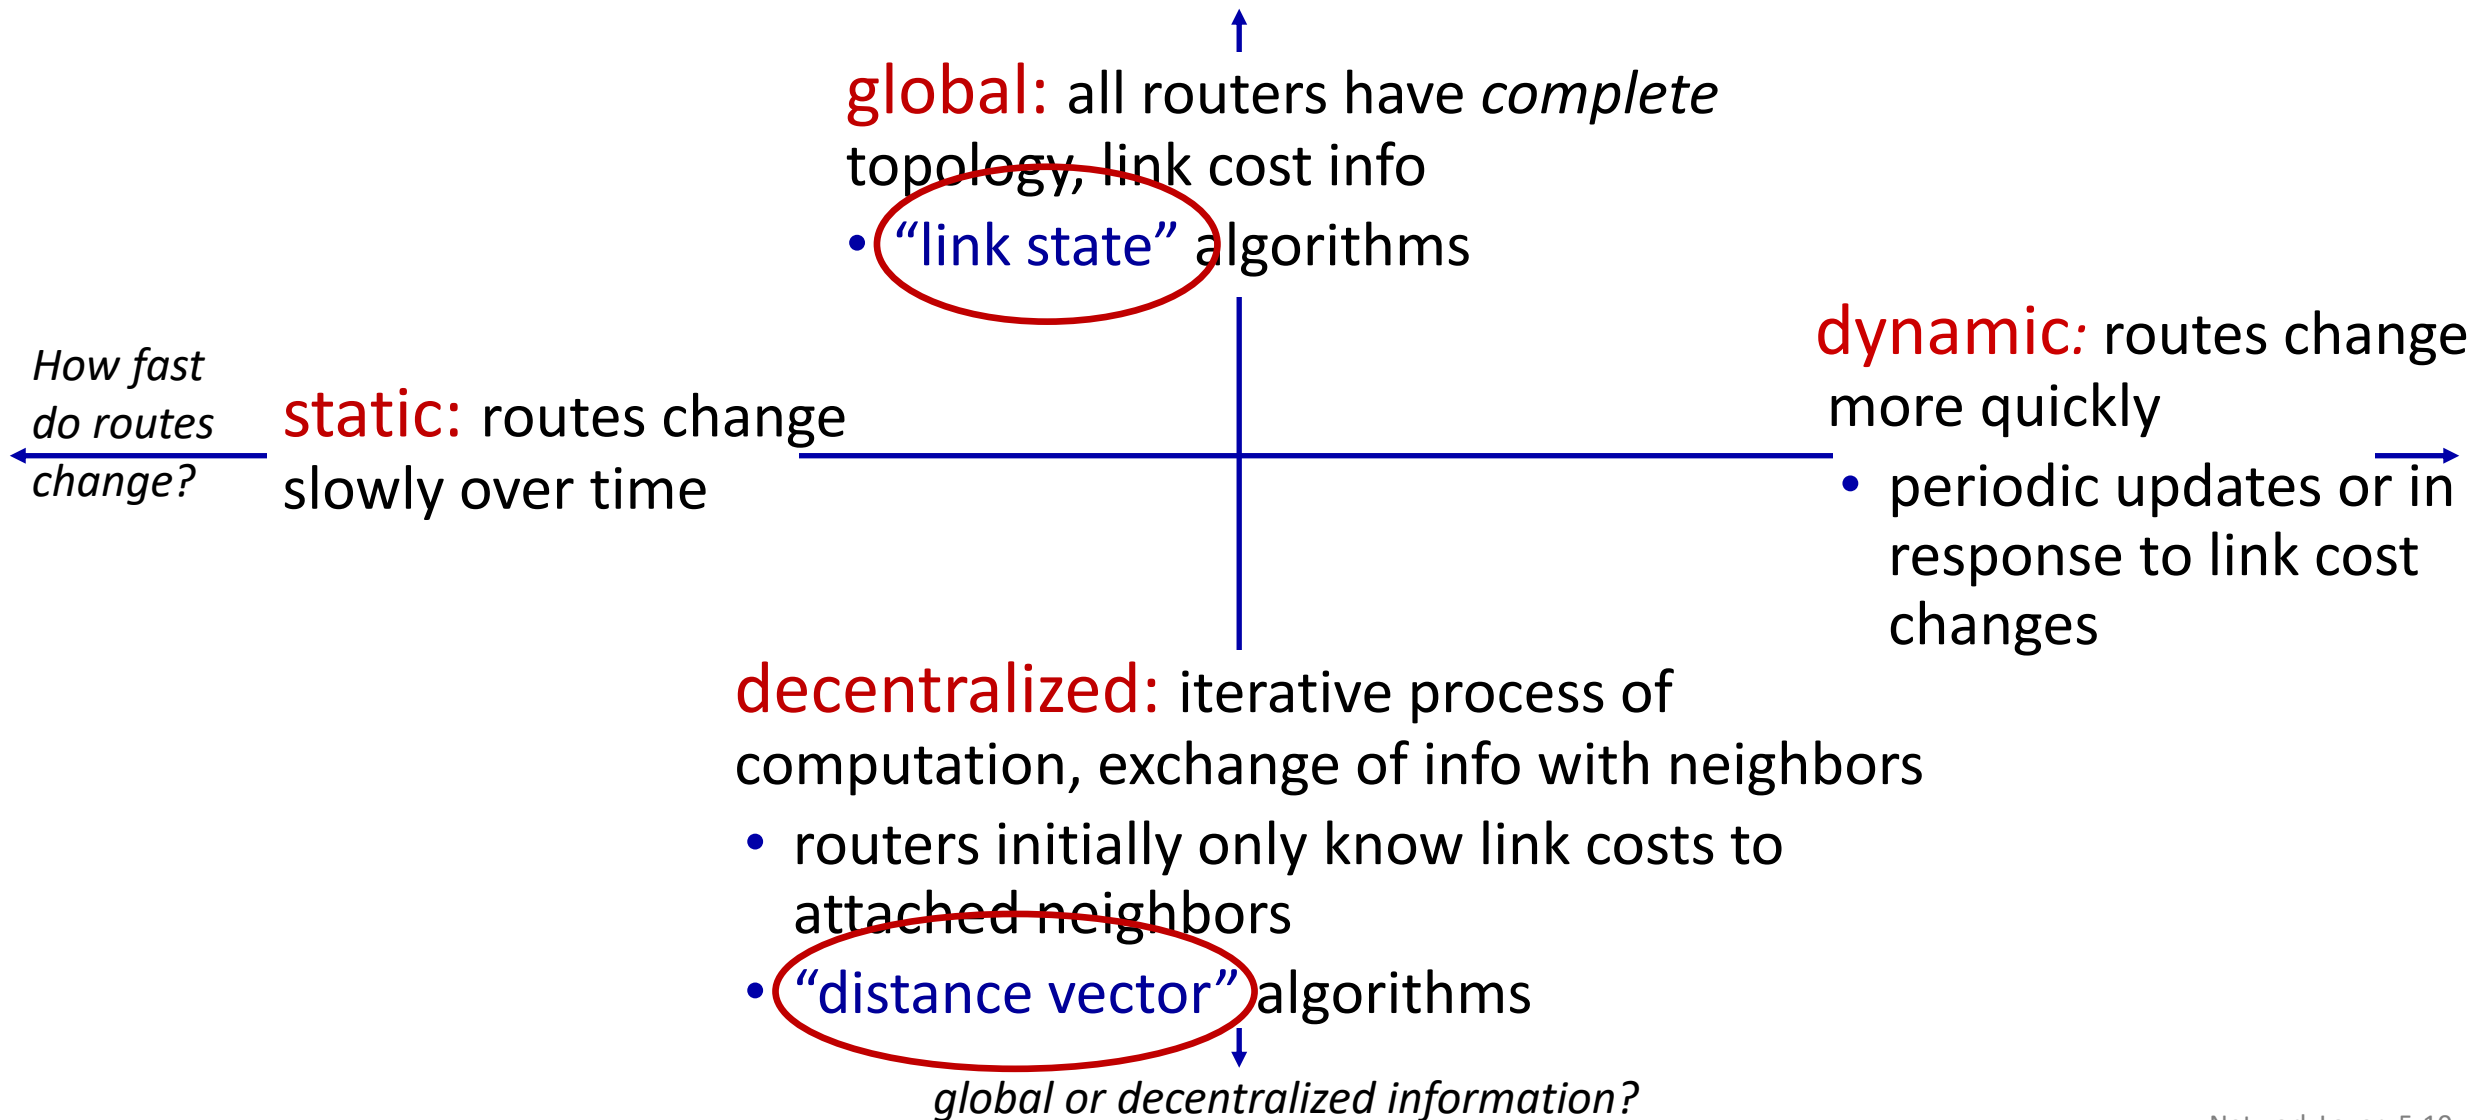 global: all routers have complete
topology, link cost info
• “link state” algorithms
How fast
do routes
change?
static: routes change
slowly over time
dynamic: routes change
more quickly
• periodic updates or in
response to link cost
changes
decentralized: iterative process of
computation, exchange of info with neighbors
• routers initially only know link costs to
attached neighbors
• “distance vector” algorithms
global or decentralized information?